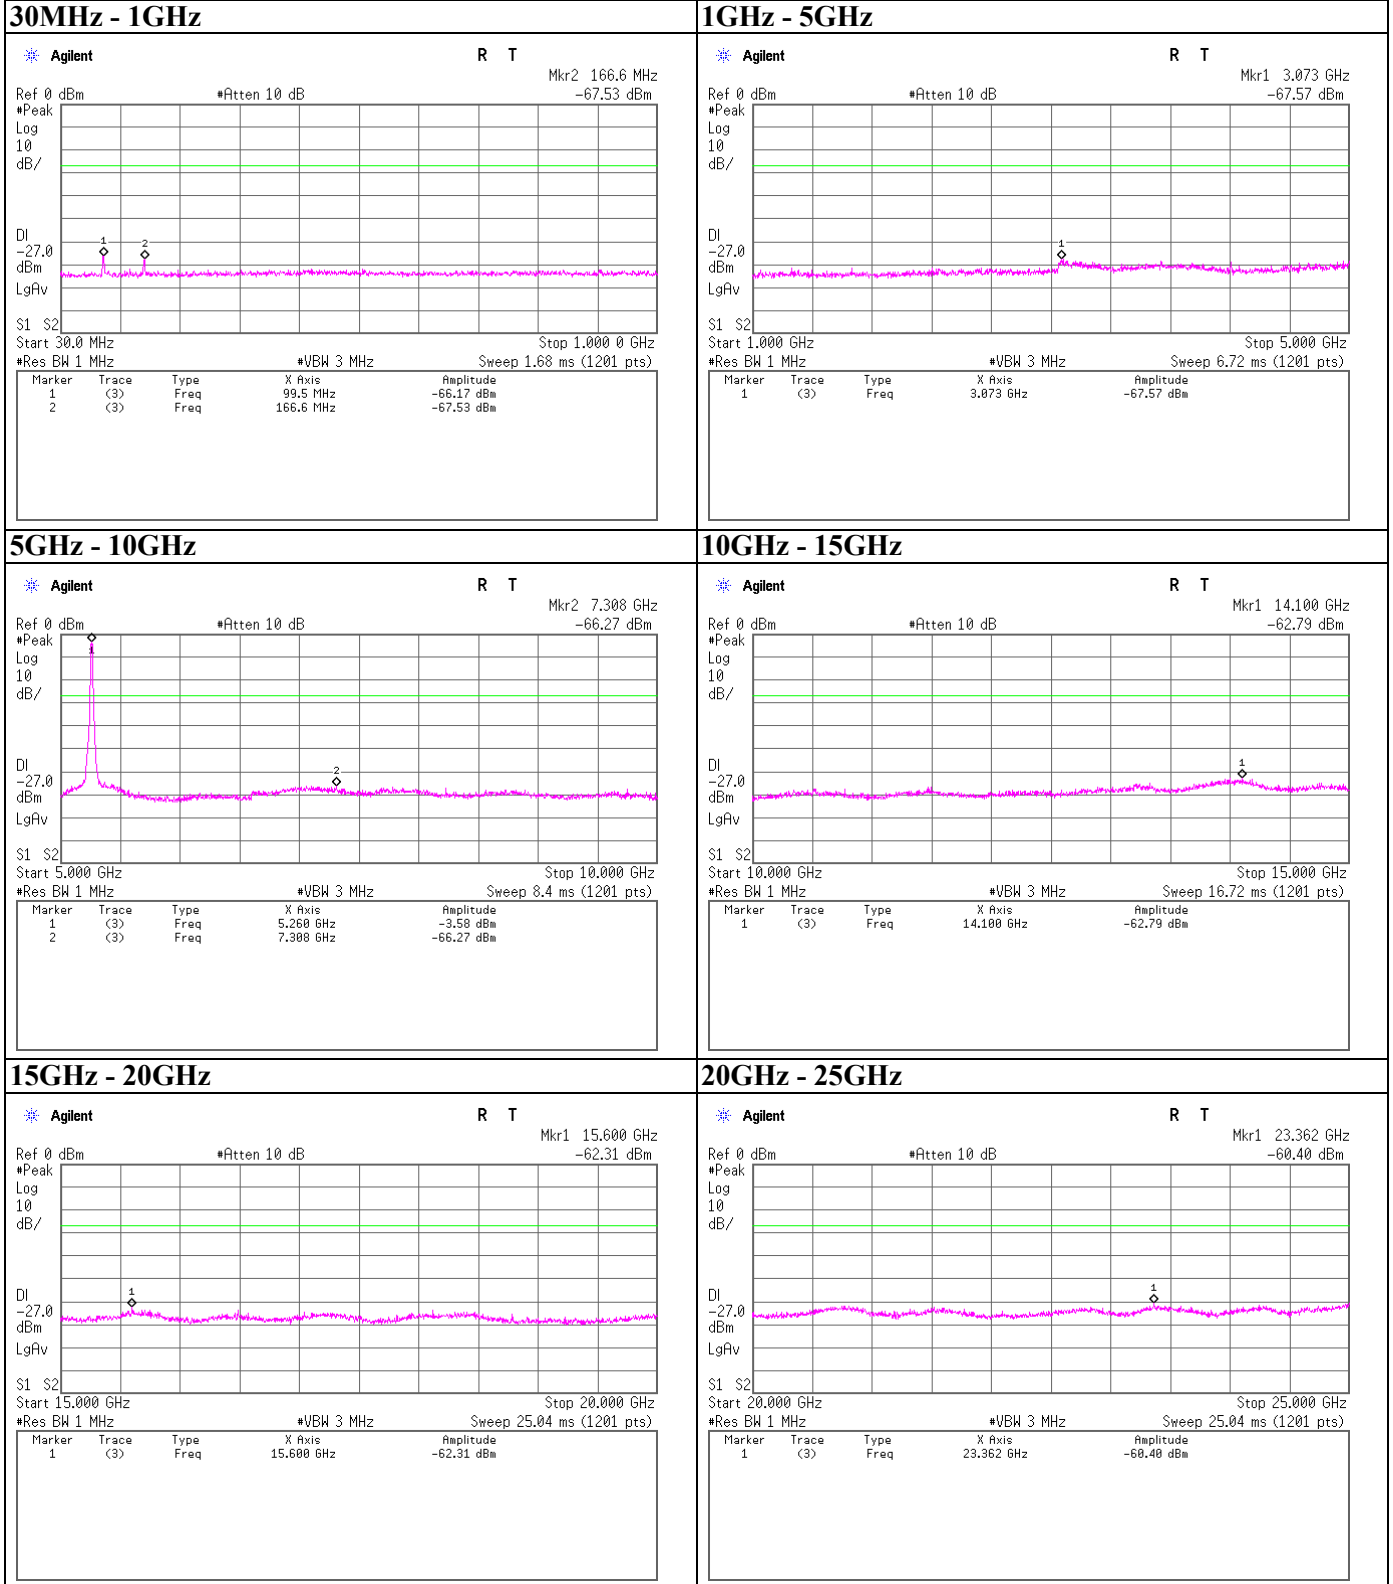 30MHz - 1GHz
Agilent R T
Mkr2 166.6 MHz
Ref 0 dBm #Atten 10 dB -67.53 dBm
#Peak
Log
10
dB/
1 2
DI
-27.0
dBm
LgAv
S1 S2
Start 30.0 MHz Stop 1.000 0 GHz
#Res BW 1 MHz #VBW 3 MHz Sweep 1.68 ms (1201 pts)
Marker Trace Type X Axis Amplitude
1 (3) Freq 99.5 MHz -66.17 dBm
2 (3) Freq 166.6 MHz -67.53 dBm
1GHz - 5GHz
Agilent R T
Mkr1 3.073 GHz
Ref 0 dBm #Atten 10 dB -67.57 dBm
#Peak
Log
10
dB/
1
DI
-27.0
dBm
LgAv
S1 S2
Start 1.000 GHz Stop 5.000 GHz
#Res BW 1 MHz #VBW 3 MHz Sweep 6.72 ms (1201 pts)
Marker Trace Type X Axis Amplitude
1 (3) Freq 3.073 GHz -67.57 dBm
5GHz - 10GHz
Agilent R T
Mkr2 7.308 GHz
Ref 0 dBm #Atten 10 dB -66.27 dBm
#Peak
Log
10
dB/
1
2
DI
-27.0
dBm
LgAv
S1 S2
Start 5.000 GHz Stop 10.000 GHz
#Res BW 1 MHz #VBW 3 MHz Sweep 8.4 ms (1201 pts)
Marker Trace Type X Axis Amplitude
1 (3) Freq 5.260 GHz -3.58 dBm
2 (3) Freq 7.308 GHz -66.27 dBm
10GHz - 15GHz
Agilent R T
Mkr1 14.100 GHz
Ref 0 dBm #Atten 10 dB -62.79 dBm
#Peak
Log
10
dB/
1
DI
-27.0
dBm
LgAv
S1 S2
Start 10.000 GHz Stop 15.000 GHz
#Res BW 1 MHz #VBW 3 MHz Sweep 16.72 ms (1201 pts)
Marker Trace Type X Axis Amplitude
1 (3) Freq 14.100 GHz -62.79 dBm
15GHz - 20GHz
Agilent R T
Mkr1 15.600 GHz
Ref 0 dBm #Atten 10 dB -62.31 dBm
#Peak
Log
10
dB/
1
DI
-27.0
dBm
LgAv
S1 S2
Start 15.000 GHz Stop 20.000 GHz
#Res BW 1 MHz #VBW 3 MHz Sweep 25.04 ms (1201 pts)
Marker Trace Type X Axis Amplitude
1 (3) Freq 15.600 GHz -62.31 dBm
20GHz - 25GHz
Agilent R T
Mkr1 23.362 GHz
Ref 0 dBm #Atten 10 dB -60.40 dBm
#Peak
Log
10
dB/
1
DI
-27.0
dBm
LgAv
S1 S2
Start 20.000 GHz Stop 25.000 GHz
#Res BW 1 MHz #VBW 3 MHz Sweep 25.04 ms (1201 pts)
Marker Trace Type X Axis Amplitude
1 (3) Freq 23.362 GHz -60.40 dBm